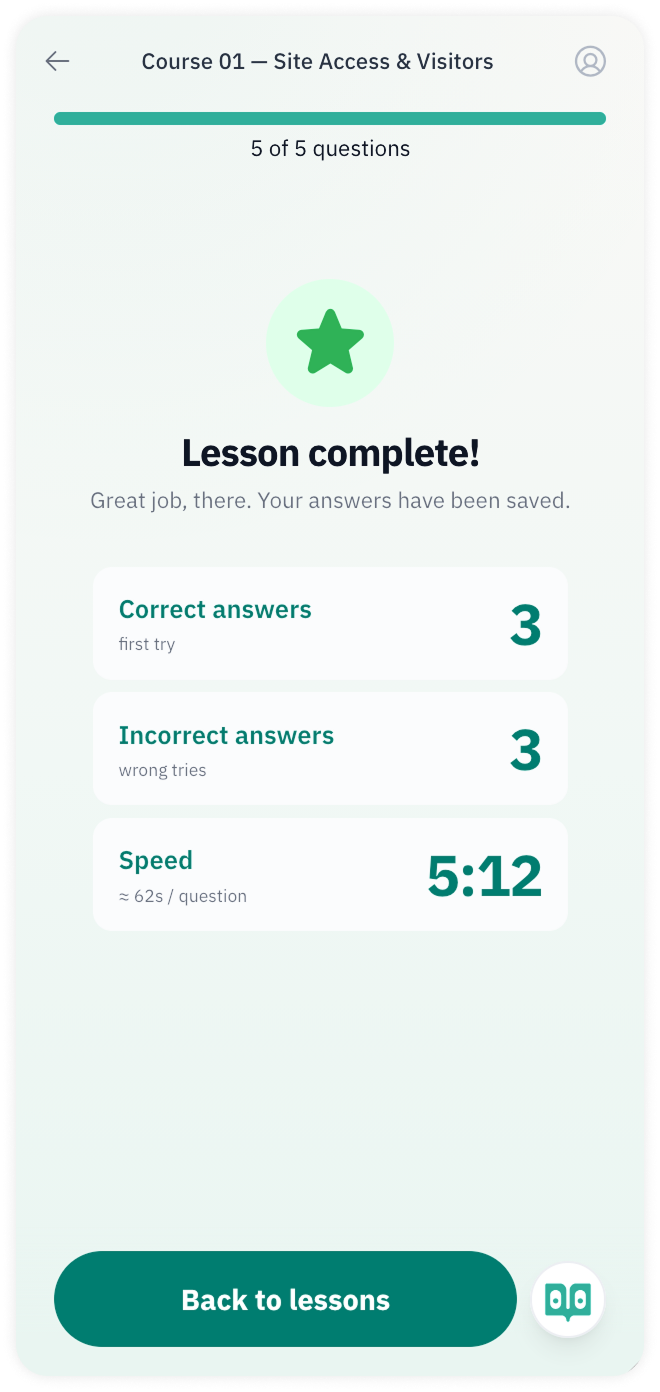 Course 01 — Site Access & Visitors
5 of 5 questions
Lesson complete!
Great job, there. Your answers have been saved.
Correct answers
first try
3
Incorrect answers
wrong tries
3
Speed
≈ 62s / question
5:12
Back to lessons